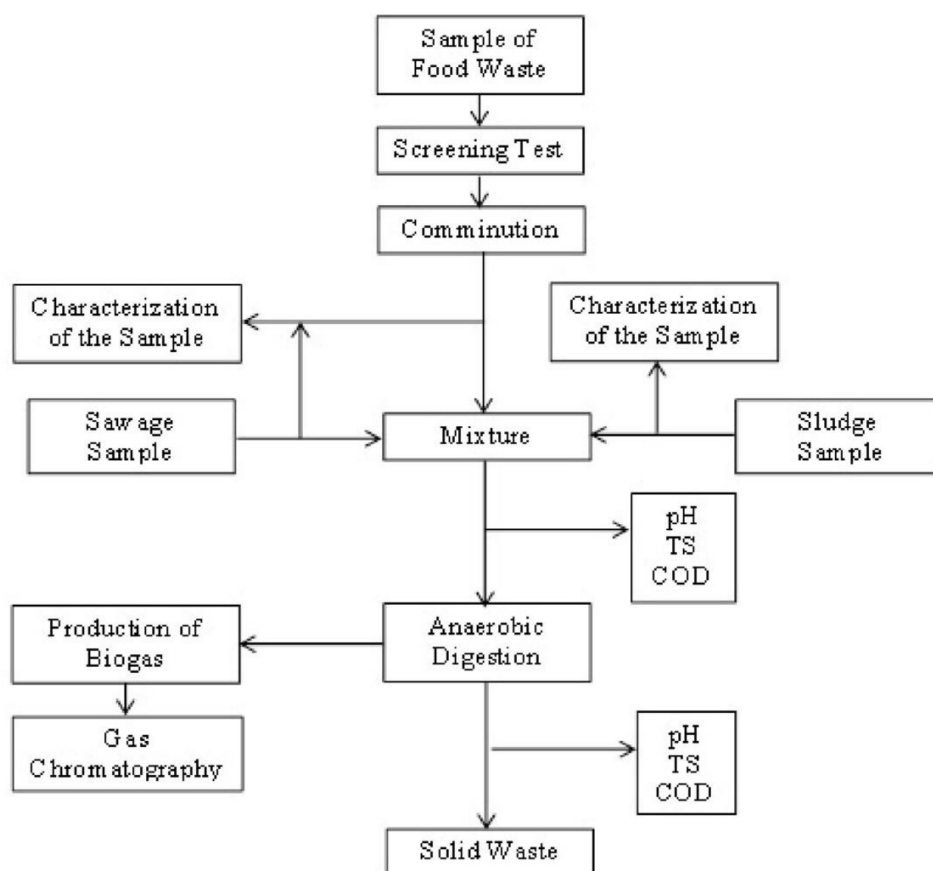 Sample of
Food Waste
Screening Test
Comminution
Characterization
of the Sample
Characterization
of the Sample
Sawage
Sample
Mixture
Sludge
Sample
pH
TS
COD
Production of
Biogas
Anaerobic
Digestion
Gas
Chromatography
pH
TS
COD
Solid Waste